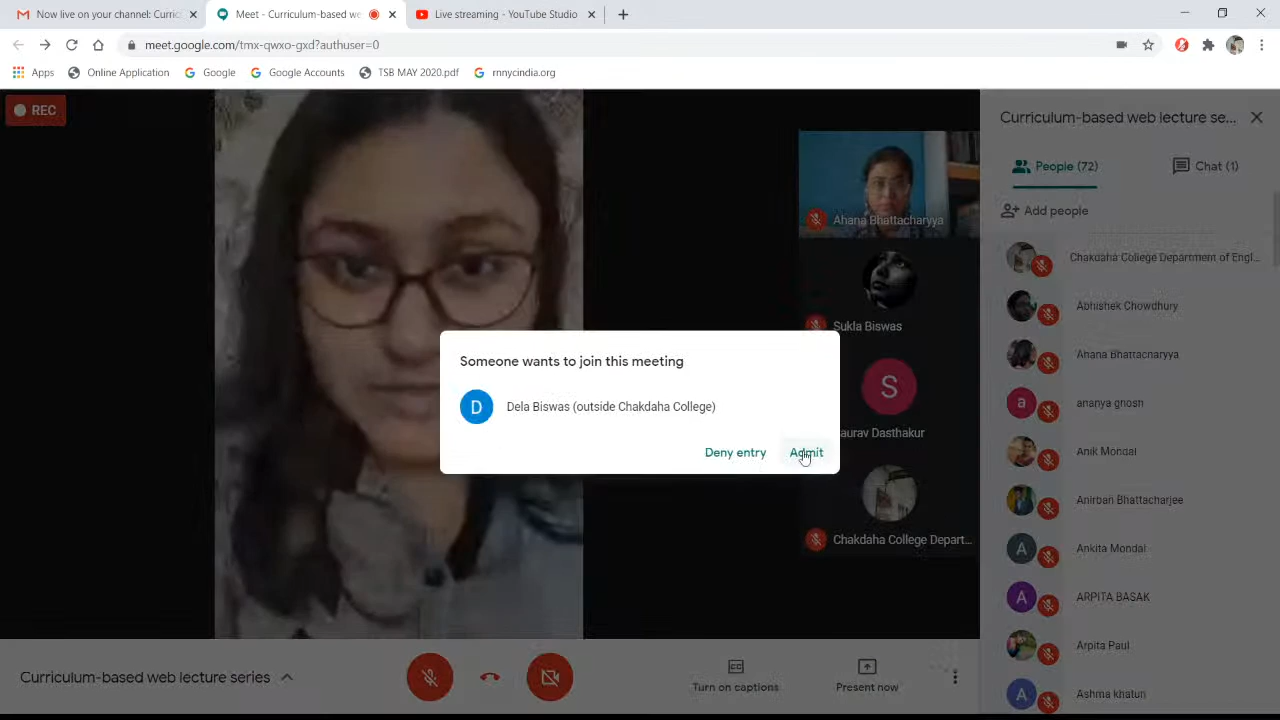 Now live on your channel: Curric
Meet - Curriculum-based we
Live streaming - YouTube Studio
meet.google.com/tmx-qwxo-gxd?authuser=0
Apps
Online Application
Google
Google Accounts
TSB MAY 2020.pdf
rnnycindia.org
REC
Curriculum-based web lecture se...
People (72)
Chat (1)
Add people
Ahana Bhattacharyya
Sukla Biswas
S
aurav Dasthakur
Chakdaha College Depart...
Someone wants to join this meeting
D
Dela Biswas (outside Chakdaha College)
Deny entry
Admit
Chakdaha College Department of Engl...
Abhishek Chowdhury
Ahana Bhattacharyya
a
ananya ghosh
Anik Mondal
Anirban Bhattacharjee
A
Ankita Mondal
A
ARPITA BASAK
Arpita Paul
A
Ashma khatun
Curriculum-based web lecture series
Turn on captions
Present now